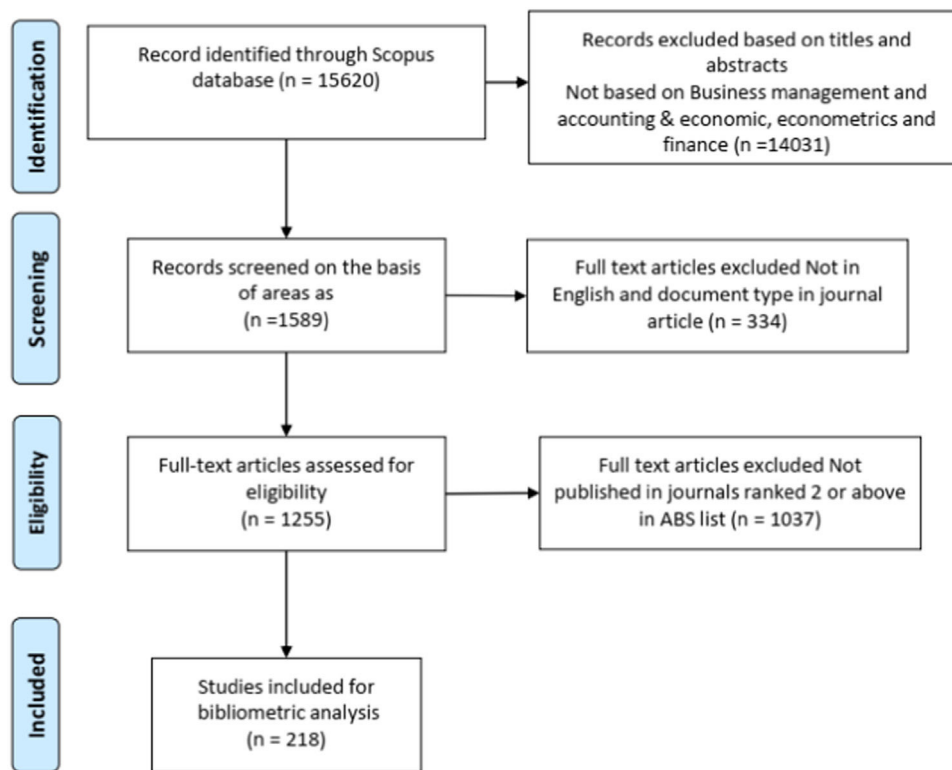 Identification
Record identified through Scopus
database (n = 15620)
Records excluded based on titles and
abstracts
Not based on Business management and
accounting & economic, econometrics and
finance (n =14031)
Screening
Records screened on the basis
of areas as
(n =1589)
Full text articles excluded Not in
English and document type in journal
article (n = 334)
Eligibility
Full-text articles assessed for
eligibility
(n = 1255)
Full text articles excluded Not
published in journals ranked 2 or above
in ABS list (n = 1037)
Included
Studies included for
bibliometric analysis
(n = 218)